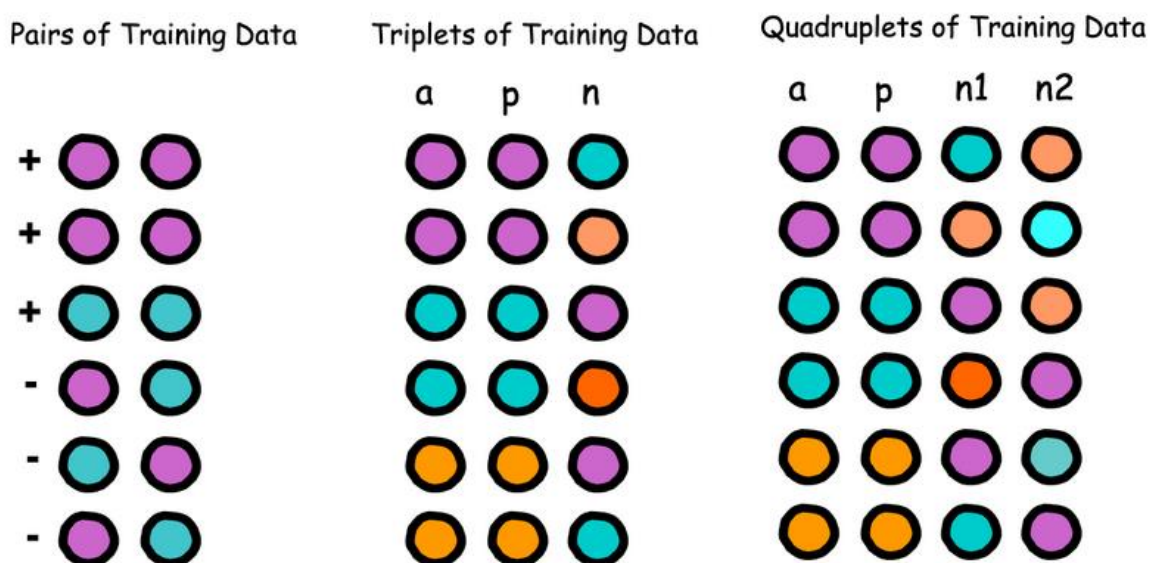 Pairs of Training Data
Triplets of Training Data
Quadruplets of Training Data
a p n
a p n1 n2
+
+
+
-
-
-